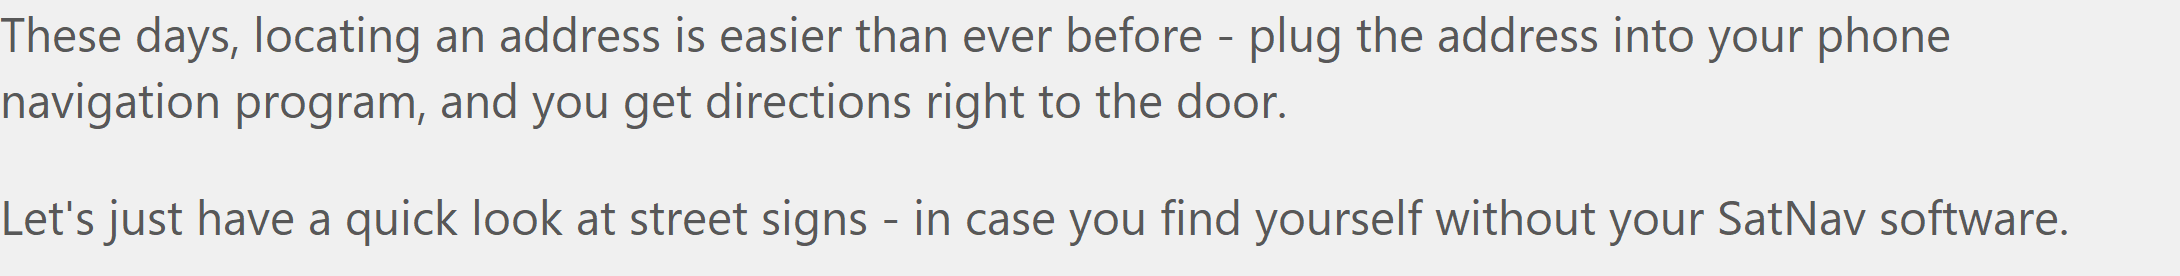 These days, locating an address is easier than ever before - plug the address into your phone
navigation program, and you get directions right to the door.
Let's just have a quick look at street signs - in case you find yourself without your SatNav software.